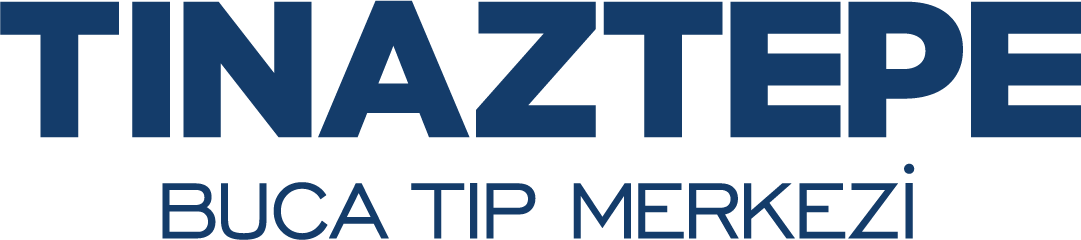 TINAZTEPE
BUCA TIP MERKEZİ